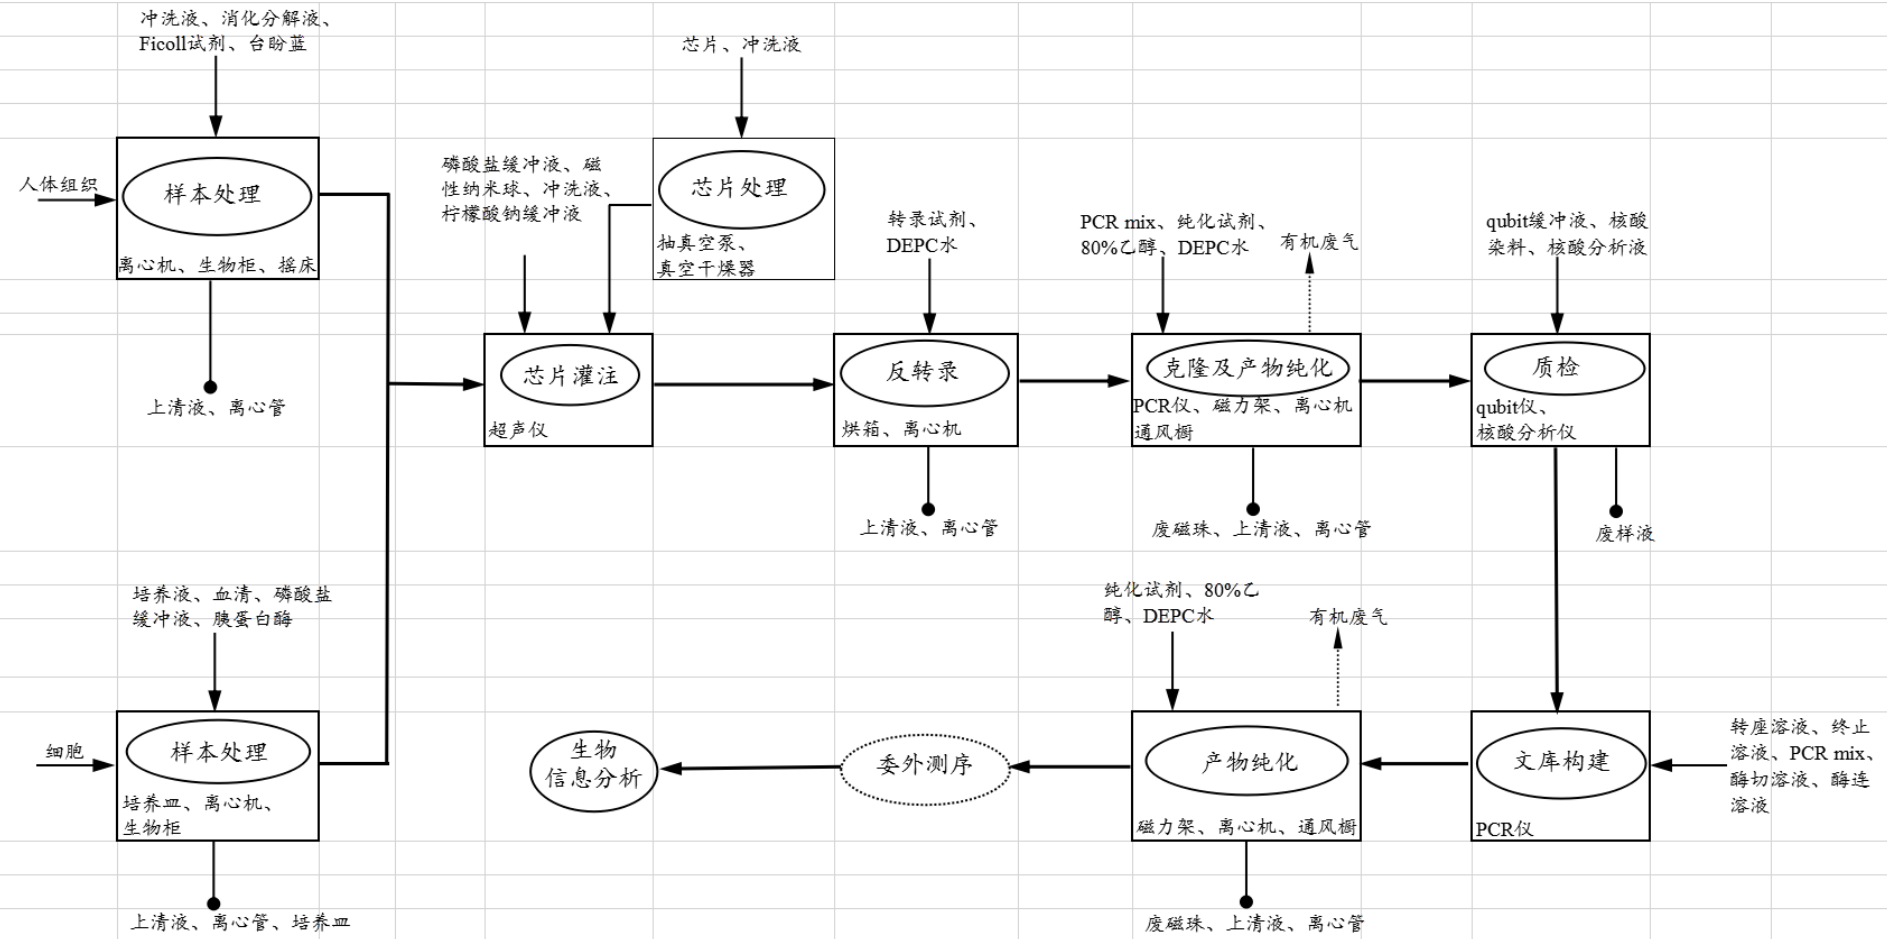 冲洗液、消化分解液、
Ficoll试剂、台盼蓝
人体组织
样本处理
离心机、生物柜、摇床
上清液、离心管
芯片、冲洗液
芯片处理
抽真空泵、
真空干燥器
磷酸盐缓冲液、磁
性纳米球、冲洗液、
柠檬酸钠缓冲液
芯片灌注
超声仪
转录试剂、
DEPC水
反转录
烘箱、离心机
上清液、离心管
PCR mix、纯化试剂、
80%乙醇、DEPC水
有机废气
克隆及产物纯化
PCR仪、磁力架、离心机
通风橱
废磁珠、上清液、离心管
qubit缓冲液、核酸
染料、核酸分析液
质检
qubit仪、
核酸分析仪
废样液
培养液、血清、磷酸盐
缓冲液、胰蛋白酶
细胞
样本处理
培养皿、离心机、
生物柜
上清液、离心管、培养皿
生物
信息分析
委外测序
纯化试剂、80%乙
醇、DEPC水
有机废气
产物纯化
磁力架、离心机、通风橱
废磁珠、上清液、离心管
文库构建
PCR仪
转座溶液、终止
溶液、PCR mix、
酶切溶液、酶连
溶液